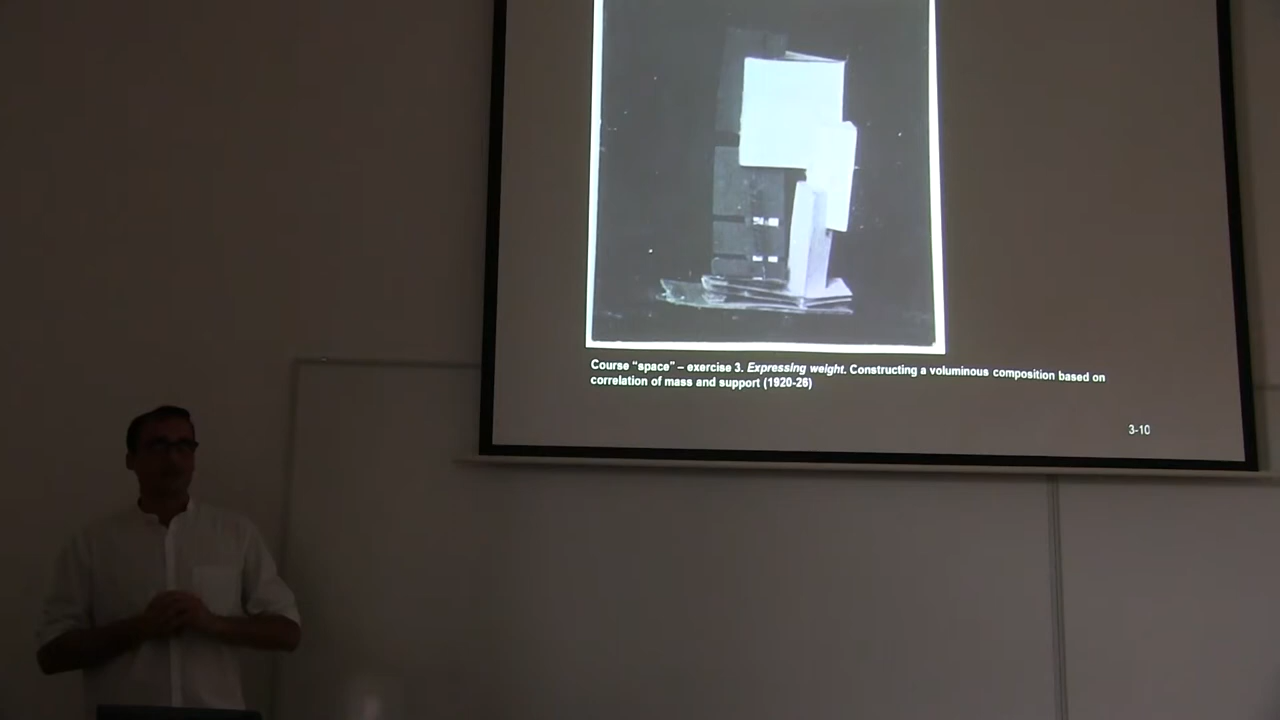 Course “space” – exercise 3. Expressing weight. Constructing a voluminous composition based on
correlation of mass and support (1920-26)
3-10